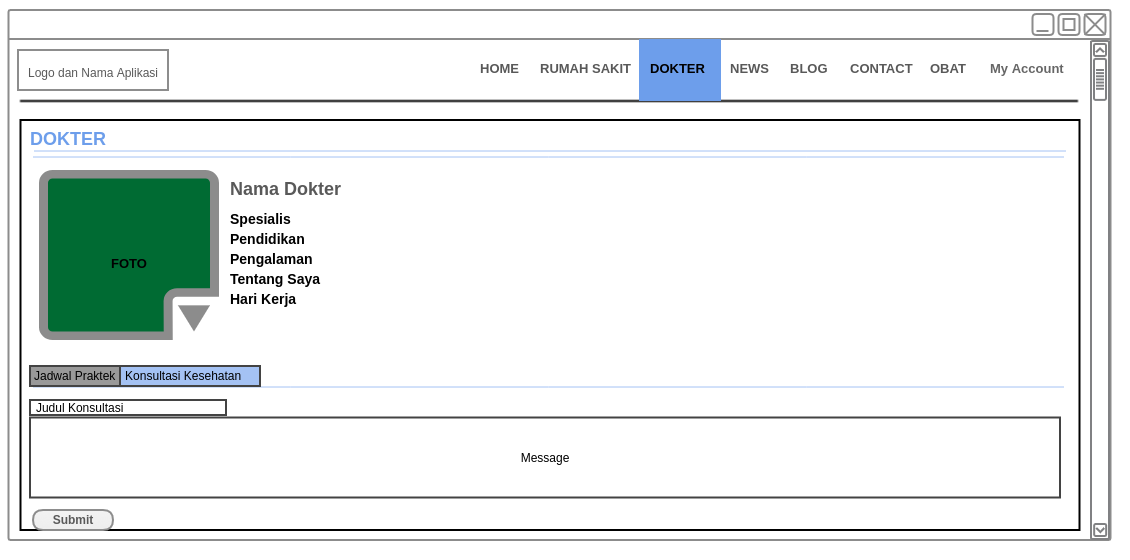 Logo dan Nama Aplikasi
HOME RUMAH SAKIT DOKTER NEWS BLOG CONTACT OBAT My Account
DOKTER
FOTO
Nama Dokter
Spesialis
Pendidikan
Pengalaman
Tentang Saya
Hari Kerja
Jadwal Praktek Konsultasi Kesehatan
Judul Konsultasi
Message
Submit